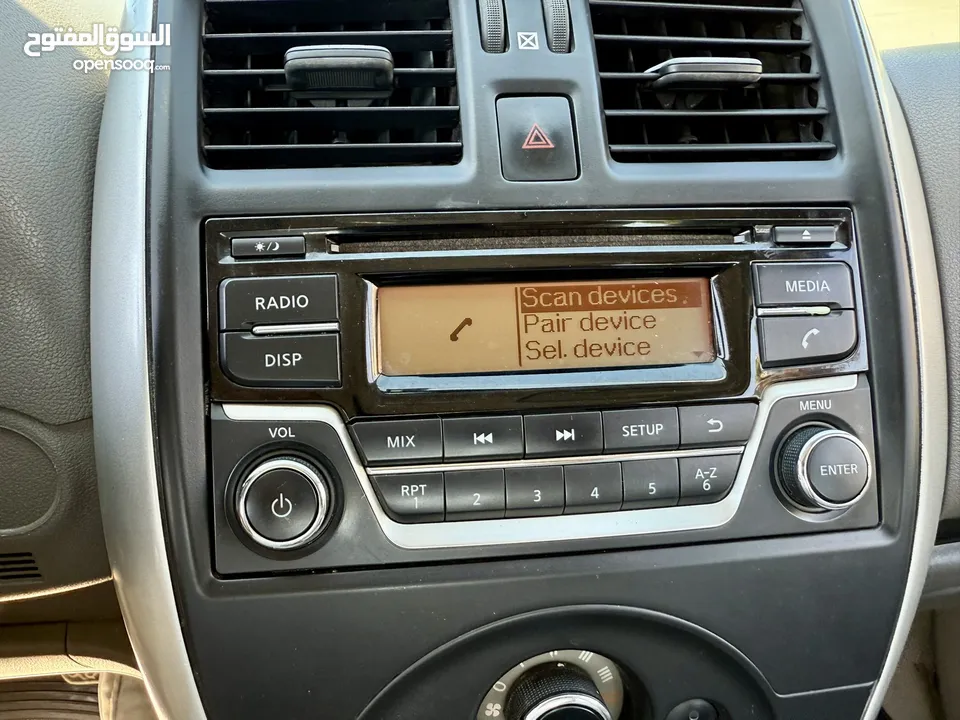 السوق المفتوح
opensooq.com
RADIO
DISP
Scan devices
Pair device
Sel. device
MEDIA
VOL
MIX
SETUP
MENU
ENTER
RPT
1
2
3
4
5
A-Z
6
0